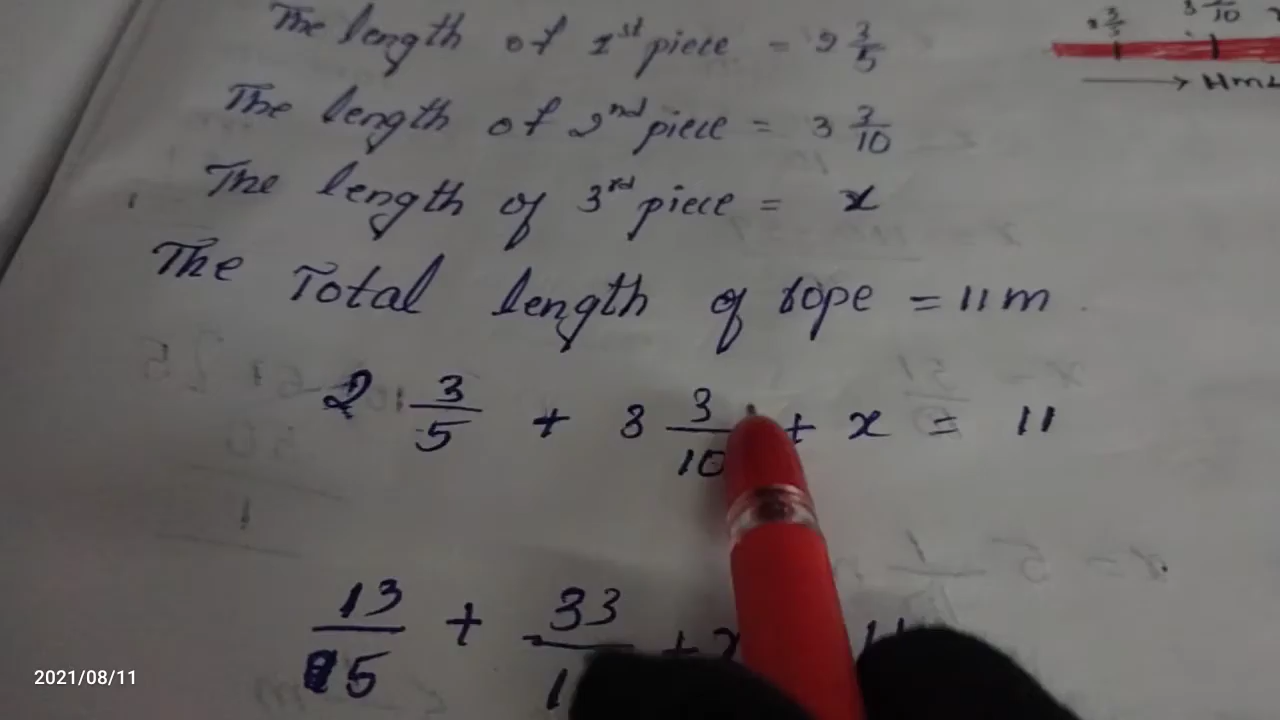 The length of 1st piece = 2 3/5
The length of 2nd piece = 3 3/10
The length of 3rd piece = x
The Total length of rope = 11m
2 3/5 + 3 3/10 + x = 11
13/5 + 33/1 + x 11
2021/08/11